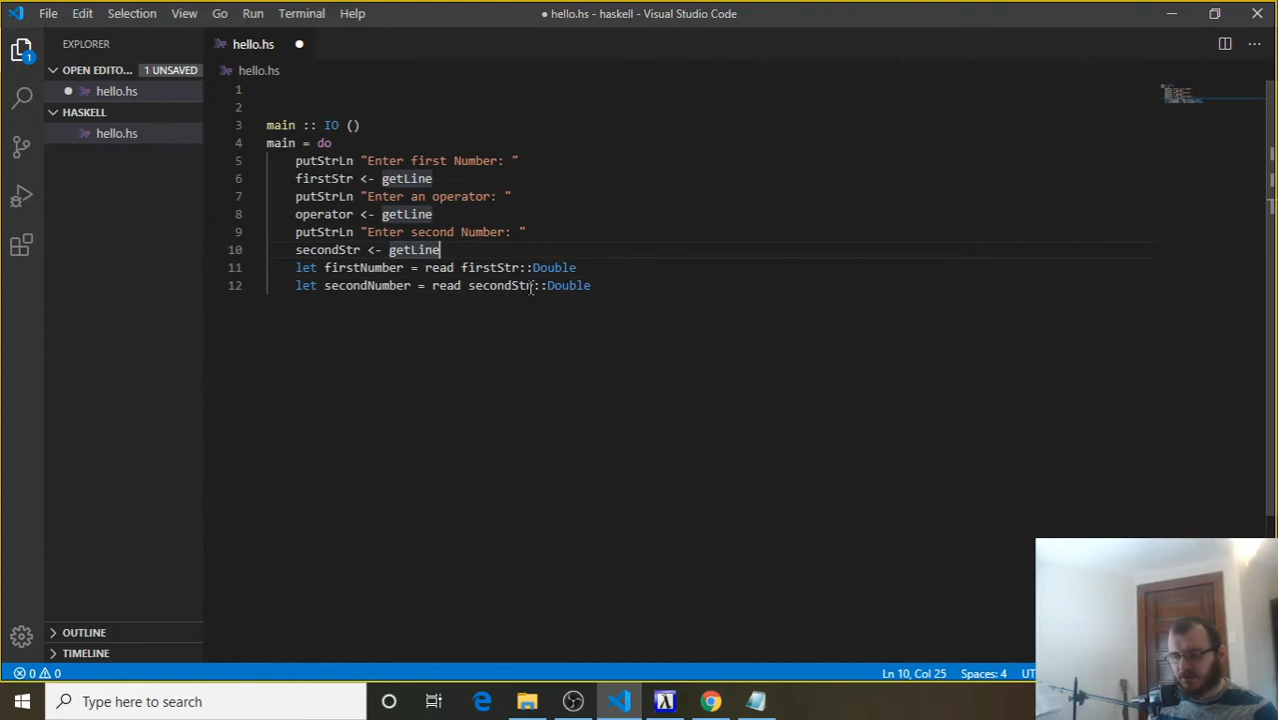 File Edit Selection View Go Run Terminal Help
● hello.hs - haskell - Visual Studio Code
EXPLORER
hello.hs
OPEN EDITO... 1 UNSAVED
hello.hs
hello.hs
HASKELL
hello.hs
1
2
3 main :: IO ()
4 main = do
5 putStrLn "Enter first Number: "
6 firstStr <- getLine
7 putStrLn "Enter an operator: "
8 operator <- getLine
9 putStrLn "Enter second Number: "
10 secondStr <- getLine
11 let firstNumber = read firstStr::Double
12 let secondNumber = read secondStr::Double
OUTLINE
TIMELINE
0 0
Ln 10, Col 25 Spaces: 4 UT
Type here to search